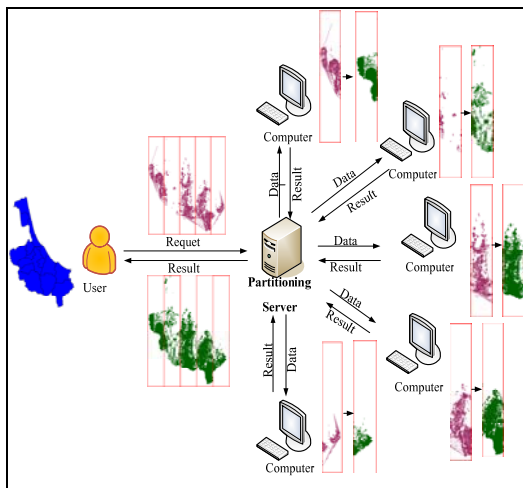 Computer
Data
Result
Computer
Data
Result
Requet
Result
User
Partitioning
Server
Data
Result
Computer
Data
Result
Computer
Result
Data
Computer